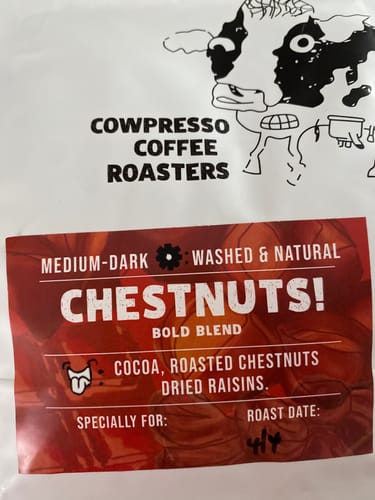 COWPRESSO
COFFEE
ROASTERS
MEDIUM-DARK : WASHED & NATURAL
CHESTNUTS!
BOLD BLEND
COCOA, ROASTED CHESTNUTS
DRIED RAISINS.
SPECIALLY FOR: ROAST DATE:
4/4